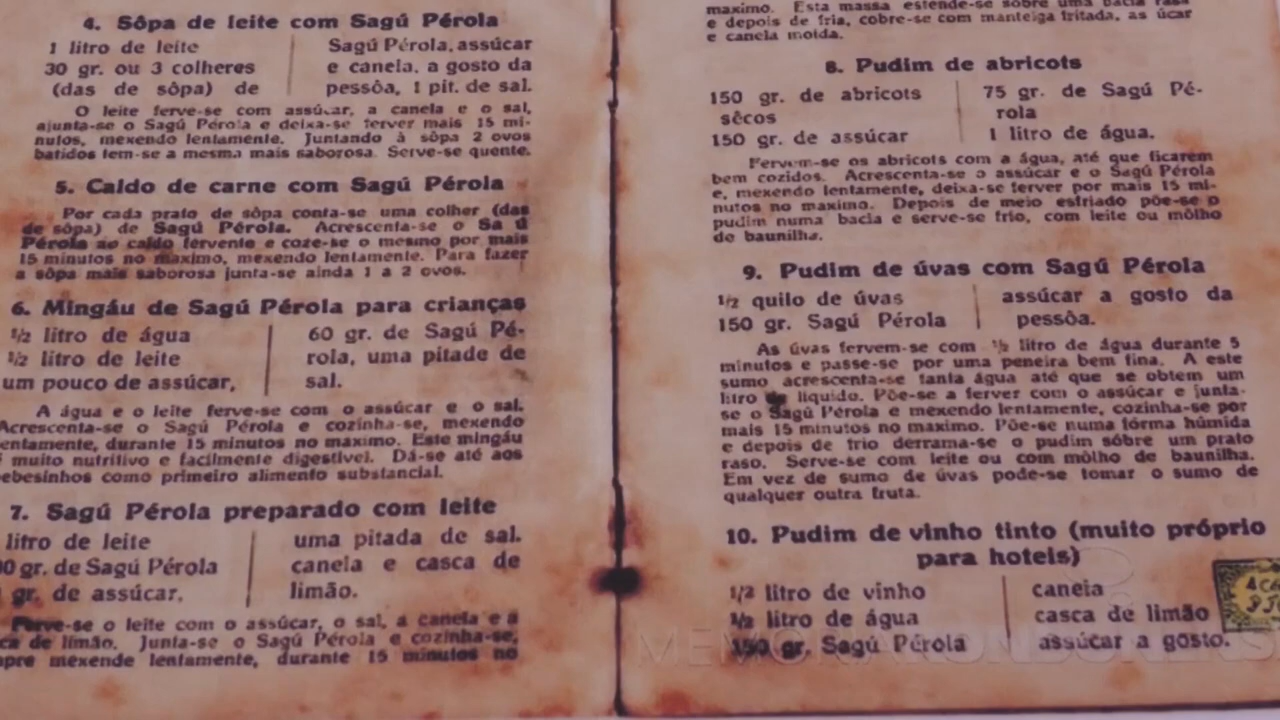 4. Sôpa de leite com Sagú Pérola
1 litro de leite
30 gr. ou 3 colheres
(das de sôpa) de
Sagú Pérola, assúcar
e canela, a gosto da
pessôa, 1 pit. de sal.
O leite ferve-se com assúcar, a canela e o sal,
ajunta-se o Sagú Pérola e deixa-se ferver mais 15 mi-
nutos, mexendo lentamente. Juntando à sôpa 2 ovos
batidos tem-se a mesma mais saborosa. Serve-se quente.
5. Caldo de carne com Sagú Pérola
Por cada prato de sôpa conta-se uma colher (das
de sôpa) de Sagú Pérola. Acrescenta-se o Sa ú
Pérola ao caldo fervente e coze-se o mesmo por mais
15 minutos no maximo, mexendo lentamente. Para fazer
a sôpa mais saborosa junta-se ainda 1 a 2 ovos.
6. Mingáu de Sagú Pérola para crianças
1/2 litro de água
1/2 litro de leite
um pouco de assúcar,
60 gr. de Sagú Pé-
rola, uma pitade de
sal.
A água e o leite ferve-se com o assúcar e o sal.
Acrescenta-se o Sagú Pérola e cozinha-se, mexendo
entamente, durante 15 minutos no maximo. Este mingáu
muito nutritivo e facilmente digestível. Dá-se até aos
ebesinhos como primeiro alimento substancial.
7. Sagú Pérola preparado com leite
litro de leite
0 gr. de Sagú Pérola
gr. de assúcar,
uma pitada de sal.
canela e casca de
limão.
Ferve-se o leite com o assúcar, o sal, a canela e a
ca de limão. Junta-se o Sagú Pérola e cozinha-se,
pre mexende lentamente, durante 15 minutos no
maximo. Esta massa estende-se sobre uma bacia rasa
e depois de fria, cobre-se com manteiga fritada, as úcar
e canela moida.
8. Pudim de abricots
150 gr. de abricots
sêcos
150 gr. de assúcar
75 gr. de Sagú Pé-
rola
1 litro de água.
Fervem-se os abricots com a água, até que ficarem
bem cozidos. Acrescenta-se o assúcar e o Sagú Pérola
e, mexendo lentamente, deixa-se ferver por mais 15 mi-
nutos no maximo. Depois de meio esfriado põe-se o
pudim numa bacia e serve-se frio, com leite ou môlho
de baunilha.
9. Pudim de úvas com Sagú Pérola
1/2 quilo de úvas
150 gr. Sagú Pérola
assúcar a gosto da
pessôa.
As úvas fervem-se com 1/2 litro de água durante 5
minutos e passe-se por uma peneira bem fina. A este
sumo acrescenta-se tanta água até que se obtem um
litro de liquido. Põe-se a ferver com o assúcar e junta-
se o Sagú Pérola e mexendo lentamente, cozinha-se por
mais 15 minutos no maximo. Põe-se numa fórma húmida
e depois de frio derrama-se o pudim sôbre um prato
raso. Serve-se com leite ou com môlho de baunilha.
Em vez de sumo de úvas pode-se tomar o sumo de
qualquer outra fruta.
10. Pudim de vinho tinto (muito próprio
para hoteis)
1/2 litro de vinho
1/2 litro de água
150 gr. Sagú Pérola
canela
casca de limão
assúcar a gosto.